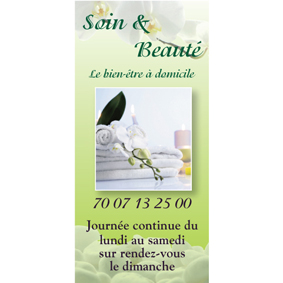 Soin &
Beauté
Le bien-être à domicile
70 07 13 25 00
Journée continue du
lundi au samedi
sur rendez-vous
le dimanche